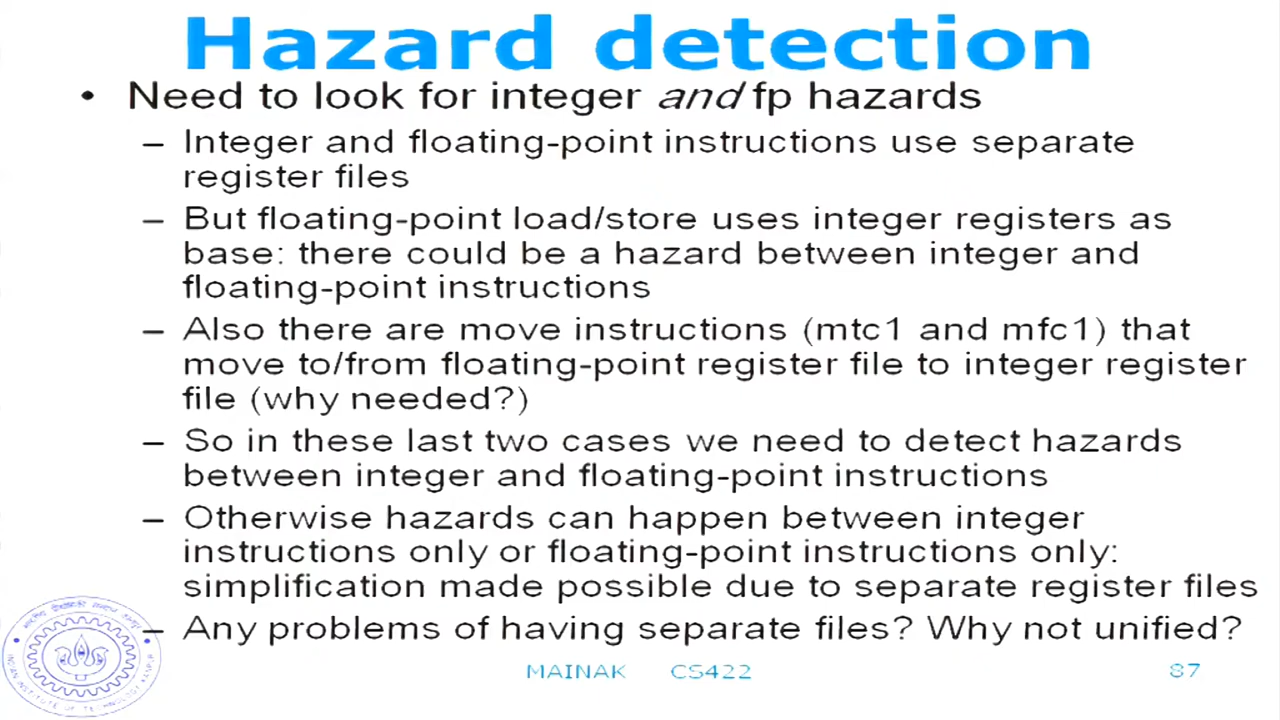 Hazard detection
• Need to look for integer and fp hazards
– Integer and floating-point instructions use separate
register files
– But floating-point load/store uses integer registers as
base: there could be a hazard between integer and
floating-point instructions
– Also there are move instructions (mtc1 and mfc1) that
move to/from floating-point register file to integer register
file (why needed?)
– So in these last two cases we need to detect hazards
between integer and floating-point instructions
– Otherwise hazards can happen between integer
instructions only or floating-point instructions only:
simplification made possible due to separate register files
– Any problems of having separate files? Why not unified?
MAINAK CS422
87
INDIAN INSTITUTE OF TECHNOLOGY KANPUR